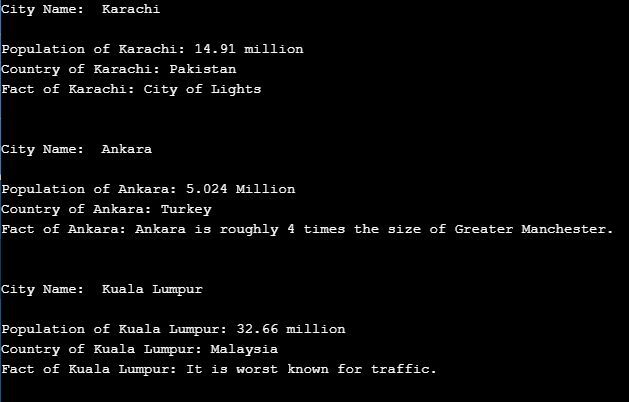 City Name:  Karachi
Population of Karachi: 14.91 million
Country of Karachi: Pakistan
Fact of Karachi: City of Lights
City Name:  Ankara
Population of Ankara: 5.024 Million
Country of Ankara: Turkey
Fact of Ankara: Ankara is roughly 4 times the size of Greater Manchester.
City Name:  Kuala Lumpur
Population of Kuala Lumpur: 32.66 million
Country of Kuala Lumpur: Malaysia
Fact of Kuala Lumpur: It is worst known for traffic.